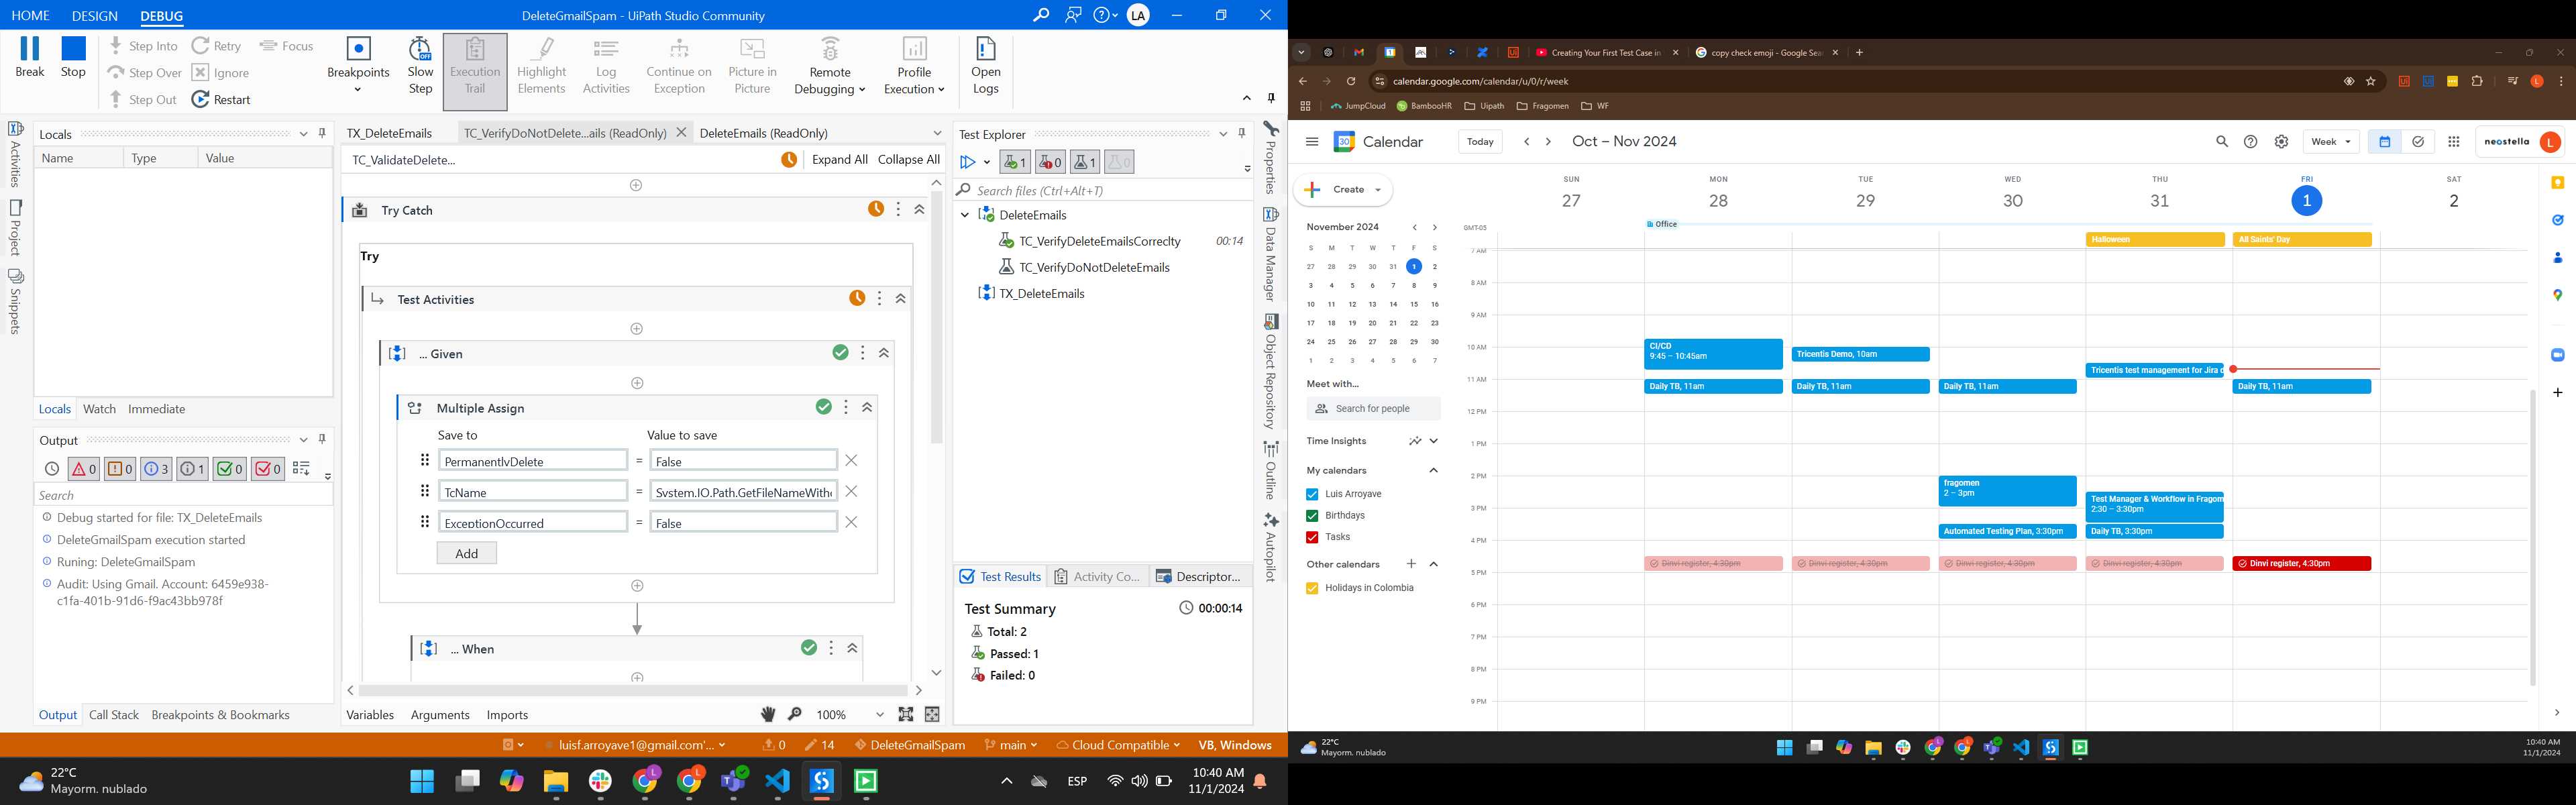 HOME DESIGN DEBUG
DeleteGmailSpam - UiPath Studio Community
LA
Break
Stop
Step Into
Step Over
Step Out
Retry
Ignore
Restart
Focus
Breakpoints
Slow Step
Execution Trail
Highlight Elements
Log Activities
Continue on Exception
Picture in Picture
Remote Debugging
Profile Execution
Open Logs
Activities
Project
Snippets
Locals
Name Type Value
Locals Watch Immediate
Output
0 0 3 1 0 0
Search
Debug started for file: TX_DeleteEmails
DeleteGmailSpam execution started
Runing: DeleteGmailSpam
Audit: Using Gmail. Account: 6459e938-
c1fa-401b-91d6-f9ac43bb978f
Output Call Stack Breakpoints & Bookmarks
TX_DeleteEmails TC_VerifyDoNotDelete...ails (ReadOnly) DeleteEmails (ReadOnly)
TC_ValidateDelete... Expand All Collapse All
Try Catch
Try
Test Activities
... Given
Multiple Assign
Save to Value to save
PermanentlyDelete = False
TcName = System.IO.Path.GetFileNameWith
ExceptionOccurred = False
Add
... When
Variables Arguments Imports 100%
Test Explorer
1 0 1 0
Search files (Ctrl+Alt+T)
DeleteEmails
TC_VerifyDeleteEmailsCorreclty 00:14
TC_VerifyDoNotDeleteEmails
TX_DeleteEmails
Test Results Activity Co... Descriptor...
Test Summary 00:00:14
Total: 2
Passed: 1
Failed: 0
Properties
Data Manager
Object Repository
Outline
Autopilot
luisf.arroyave1@gmail.com'... 0 14 DeleteGmailSpam main Cloud Compatible VB, Windows
22°C
Mayorm. nublado
ESP
10:40 AM
11/1/2024
Creating Your First Test Case in
copy check emoji - Google Sea
calendar.google.com/calendar/u/0/r/week
JumpCloud BambooHR Uipath Fragomen WF
Calendar Today Oct – Nov 2024 Week neostella L
Create
November 2024
S M T W T F S
27 28 29 30 31 1 2
3 4 5 6 7 8 9
10 11 12 13 14 15 16
17 18 19 20 21 22 23
24 25 26 27 28 29 30
1 2 3 4 5 6 7
Meet with...
Search for people
Time Insights
My calendars
Luis Arroyave
Birthdays
Tasks
Other calendars
Holidays in Colombia
SUN MON TUE WED THU FRI SAT
27 28 29 30 31 1 2
GMT-05
Office
Halloween
All Saints' Day
7 AM
8 AM
9 AM
10 AM
11 AM
12 PM
1 PM
2 PM
3 PM
4 PM
5 PM
6 PM
7 PM
8 PM
9 PM
CI/CD
9:45 – 10:45am
Tricentis Demo, 10am
Tricentis test management for Jira d
Daily TB, 11am
Daily TB, 11am
Daily TB, 11am
Daily TB, 11am
fragomen
2 – 3pm
Test Manager & Workflow in Fragom
2:30 – 3:30pm
Automated Testing Plan, 3:30pm
Daily TB, 3:30pm
Dinvi register, 4:30pm
Dinvi register, 4:30pm
Dinvi register, 4:30pm
Dinvi register, 4:30pm
Dinvi register, 4:30pm
22°C
Mayorm. nublado
10:40 AM
11/1/2024